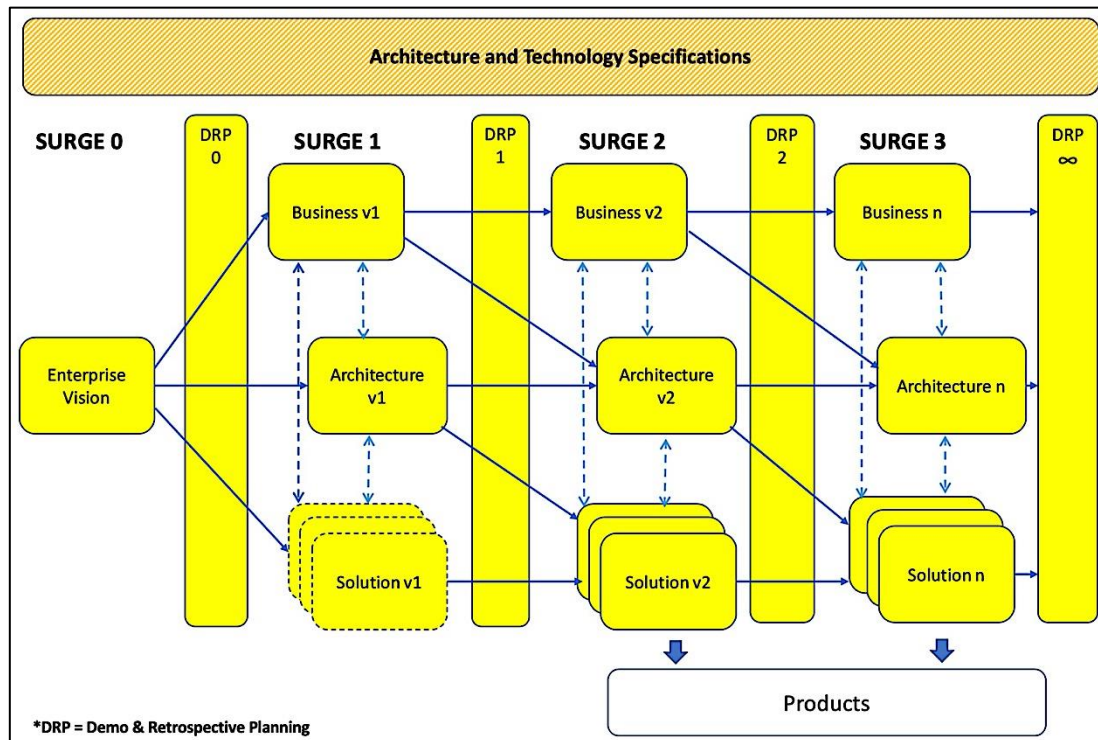 Architecture and Technology Specifications
SURGE 0
DRP
0
SURGE 1
DRP
1
SURGE 2
DRP
2
SURGE 3
DRP
∞
Business v1
Business v2
Business n
Enterprise
Vision
Architecture
v1
Architecture
v2
Architecture n
Solution v1
Solution v2
Solution n
Products
*DRP = Demo & Retrospective Planning